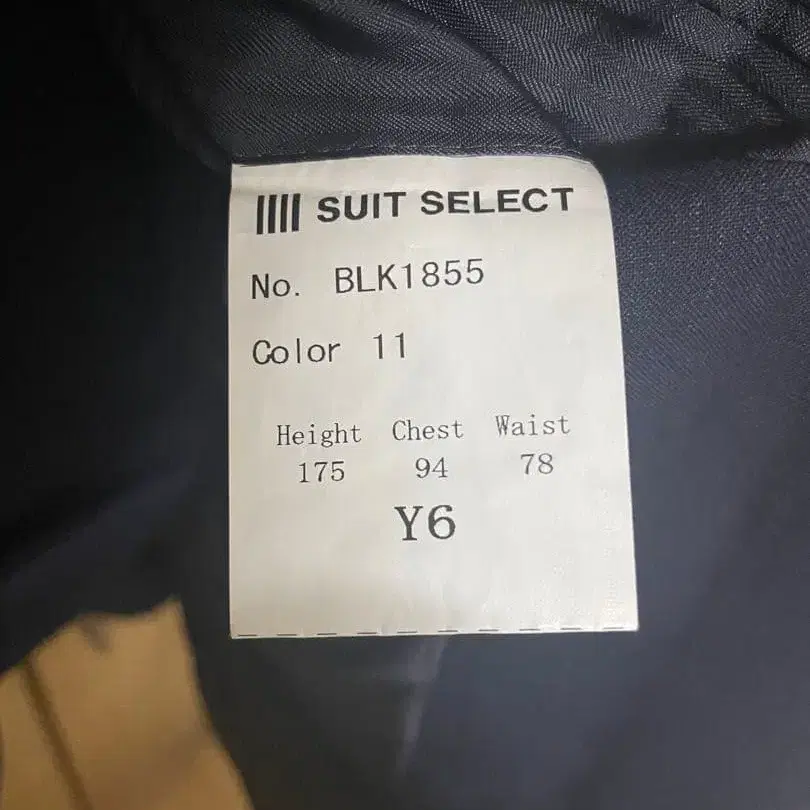 SUIT SELECT
No. BLK1855
Color 11
Height Chest Waist
175 94 78
Y6